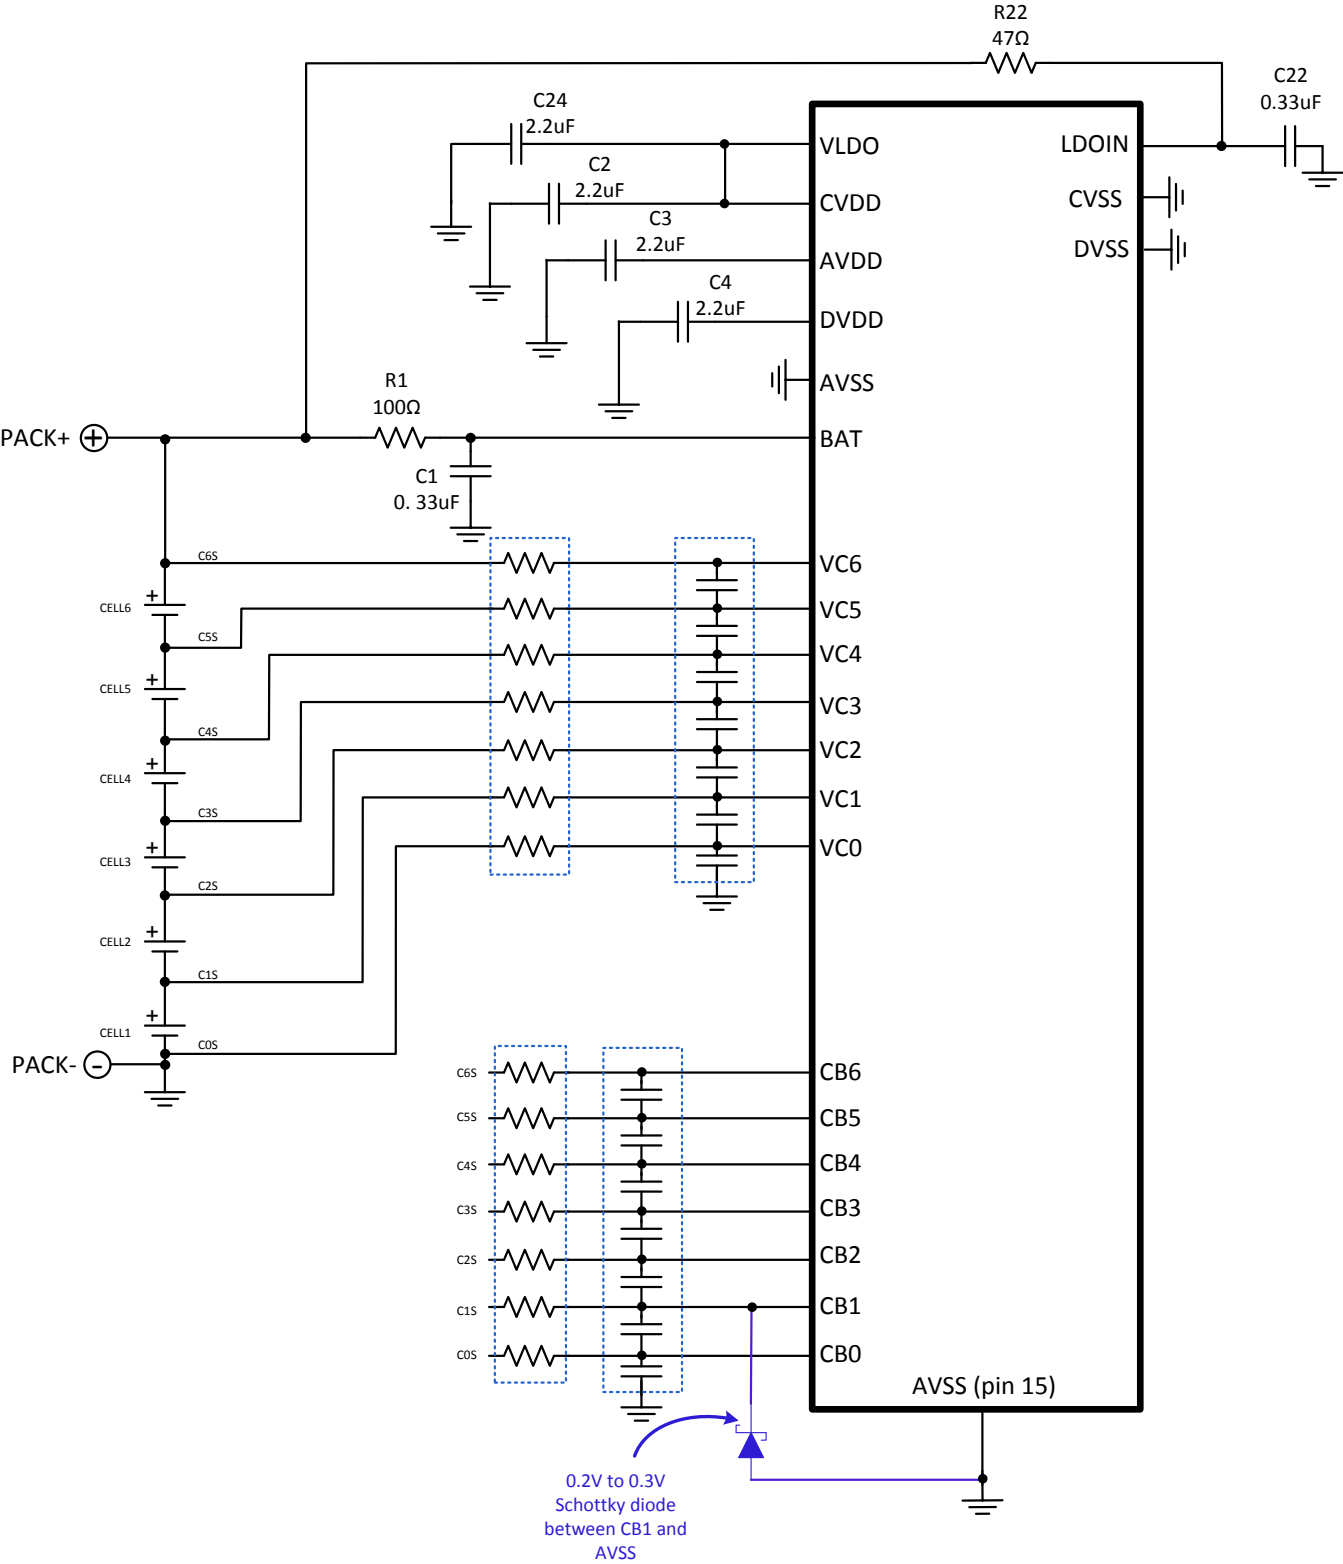 R22
47Ω
C22
0.33uF
C24
2.2uF
C2
2.2uF
C3
2.2uF
C4
2.2uF
VLDO
CVDD
AVDD
DVDD
AVSS
BAT
LDOIN
CVSS
DVSS
R1
100Ω
PACK+
C1
0. 33uF
C6S
CELL6
C5S
CELL5
C4S
CELL4
C3S
CELL3
C2S
CELL2
C1S
CELL1
C0S
PACK-
VC6
VC5
VC4
VC3
VC2
VC1
VC0
C6S
C5S
C4S
C3S
C2S
C1S
C0S
CB6
CB5
CB4
CB3
CB2
CB1
CB0
AVSS (pin 15)
0.2V to 0.3V
Schottky diode
between CB1 and
AVSS